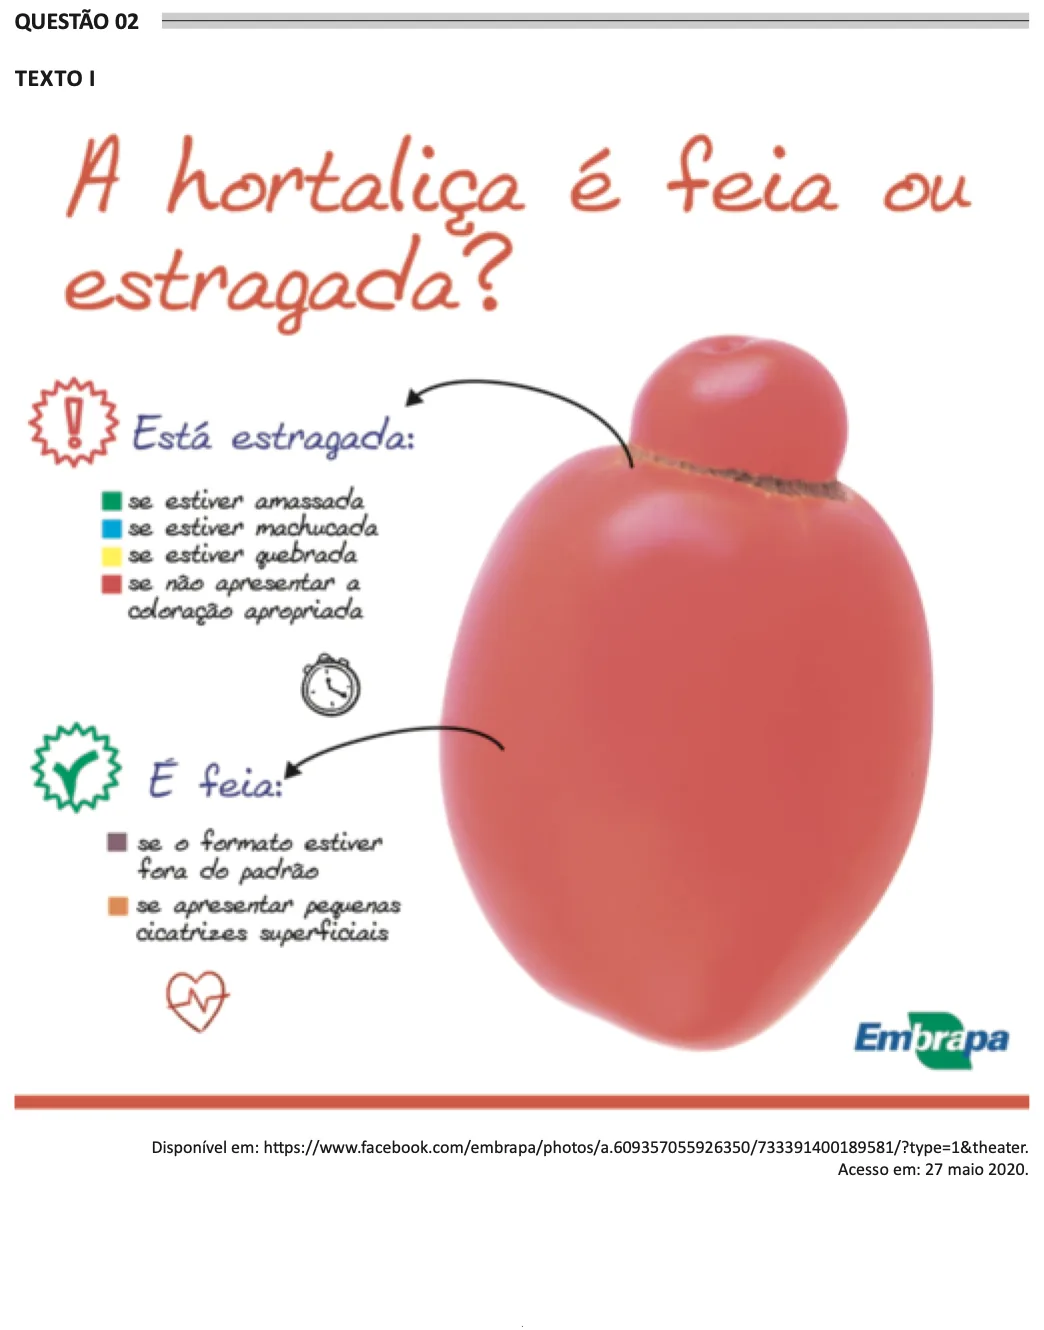 QUESTÃO 02
TEXTO I
A hortaliça é feia ou
estragada?
Está estragada:
se estiver amassada
se estiver machucada
se estiver quebrada
se não apresentar a
coloração apropriada
É feia:
se o formato estiver
fora do padrão
se apresentar pequenas
cicatrizes superficiais
Embrapa
Disponível em: https://www.facebook.com/embrapa/photos/a.609357055926350/733391400189581/?type=1&theater.
Acesso em: 27 maio 2020.